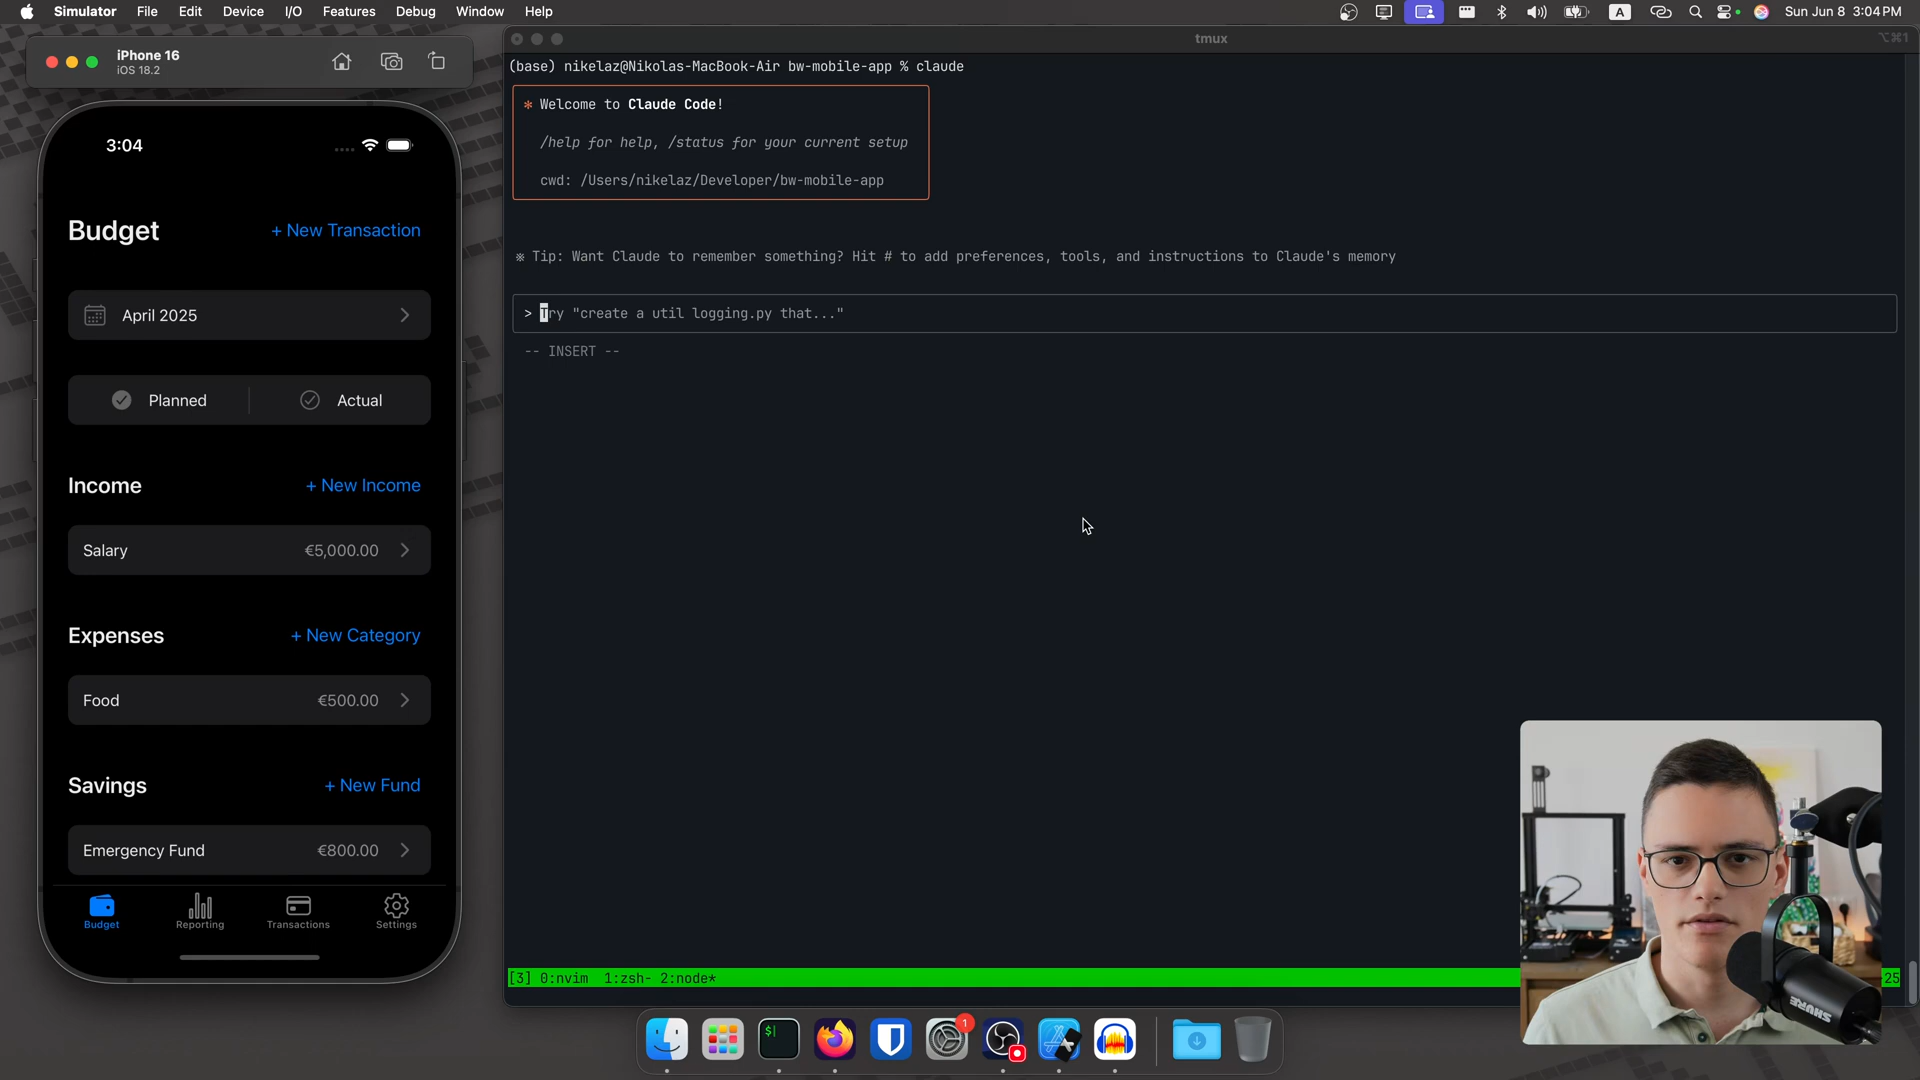 Simulator File Edit Device I/O Features Debug Window Help
A Sun Jun 8 3:04 PM
iPhone 16
iOS 18.2
3:04
Budget + New Transaction
April 2025
Planned Actual
Income + New Income
Salary €5,000.00
Expenses + New Category
Food €500.00
Savings + New Fund
Emergency Fund €800.00
Budget Reporting Transactions Settings
tmux ⌥⌘1
(base) nikelaz@Nikolas-MacBook-Air bw-mobile-app % claude
✻ Welcome to Claude Code!
/help for help, /status for your current setup
cwd: /Users/nikelaz/Developer/bw-mobile-app
※ Tip: Want Claude to remember something? Hit # to add preferences, tools, and instructions to Claude's memory
> Try "create a util logging.py that..."
-- INSERT --
[3] 0:nvim 1:zsh- 2:node*
25
$
1
SHURE